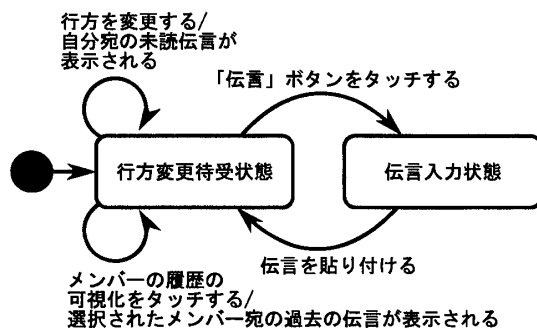 行方を変更する/
自分宛の未読伝言が
表示される
「伝言」ボタンをタッチする
行方変更待受状態
伝言入力状態
伝言を貼り付ける
メンバーの履歴の
可視化をタッチする/
選択されたメンバー宛の過去の伝言が表示される